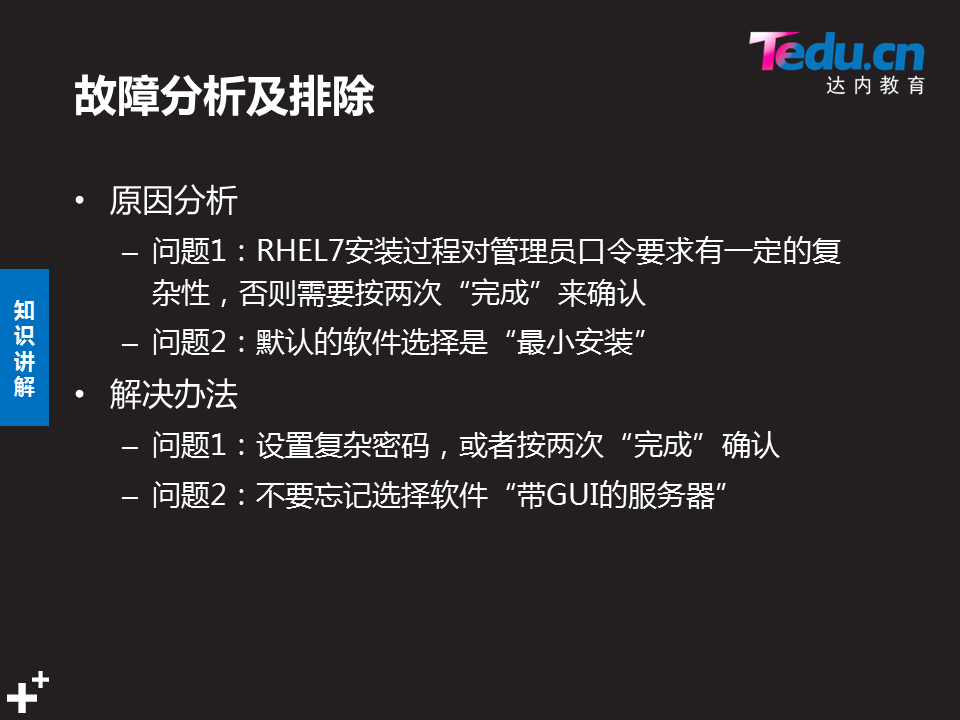 Tedu.cn
达内教育
故障分析及排除
• 原因分析
– 问题1：RHEL7安装过程对管理员口令要求有一定的复
杂性，否则需要按两次“完成”来确认
– 问题2：默认的软件选择是“最小安装”
• 解决办法
– 问题1：设置复杂密码，或者按两次“完成”确认
– 问题2：不要忘记选择软件“带GUI的服务器”
知
识
讲
解